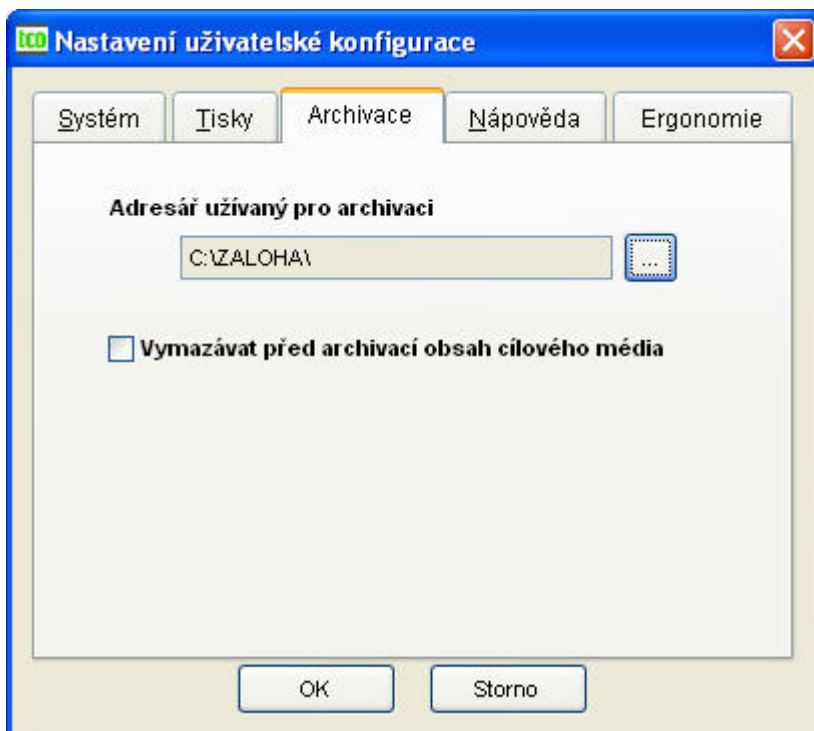 tco Nastavení uživatelské konfigurace
Systém Tisky Archivace Nápověda Ergonomie
Adresář užívaný pro archivaci
C:\ZALOHA\ ...
Vymazávat před archivací obsah cílového média
OK Storno